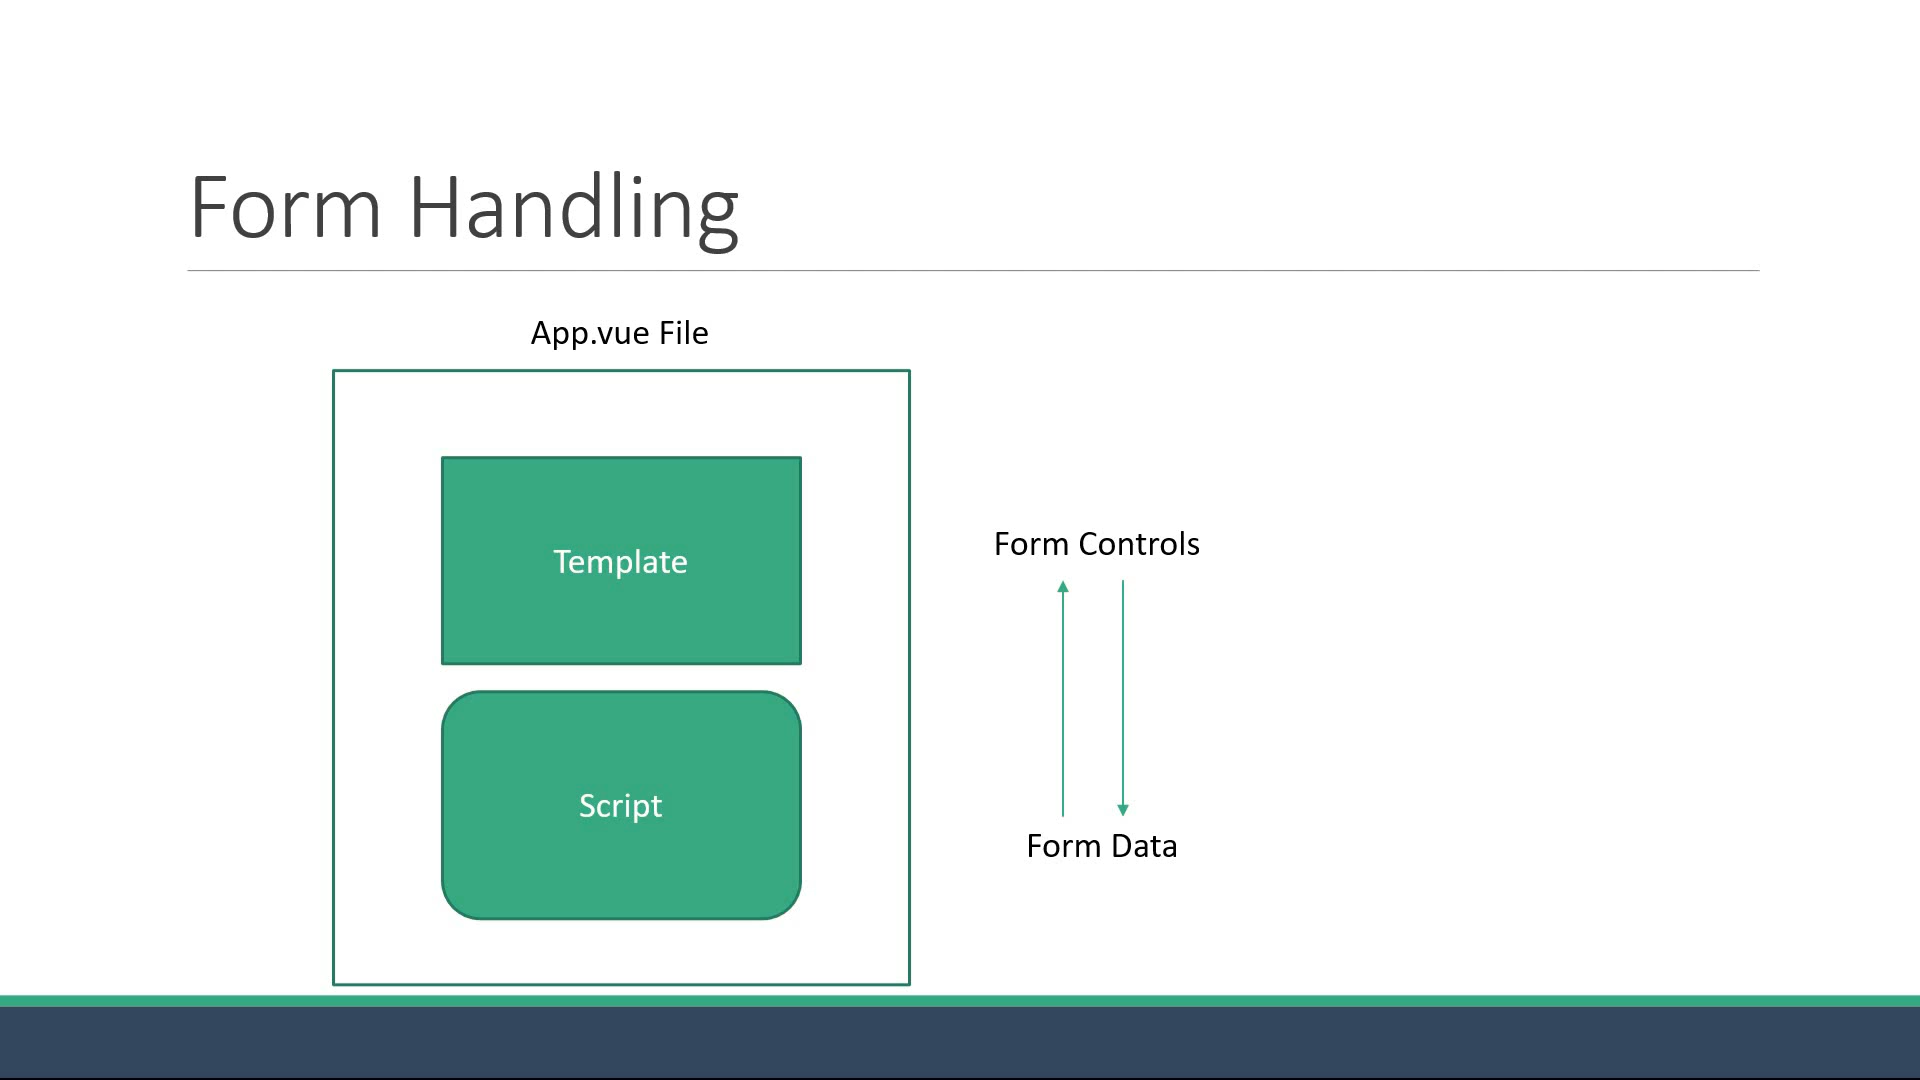 Form Handling
App.vue File
Template
Form Controls
Script
Form Data